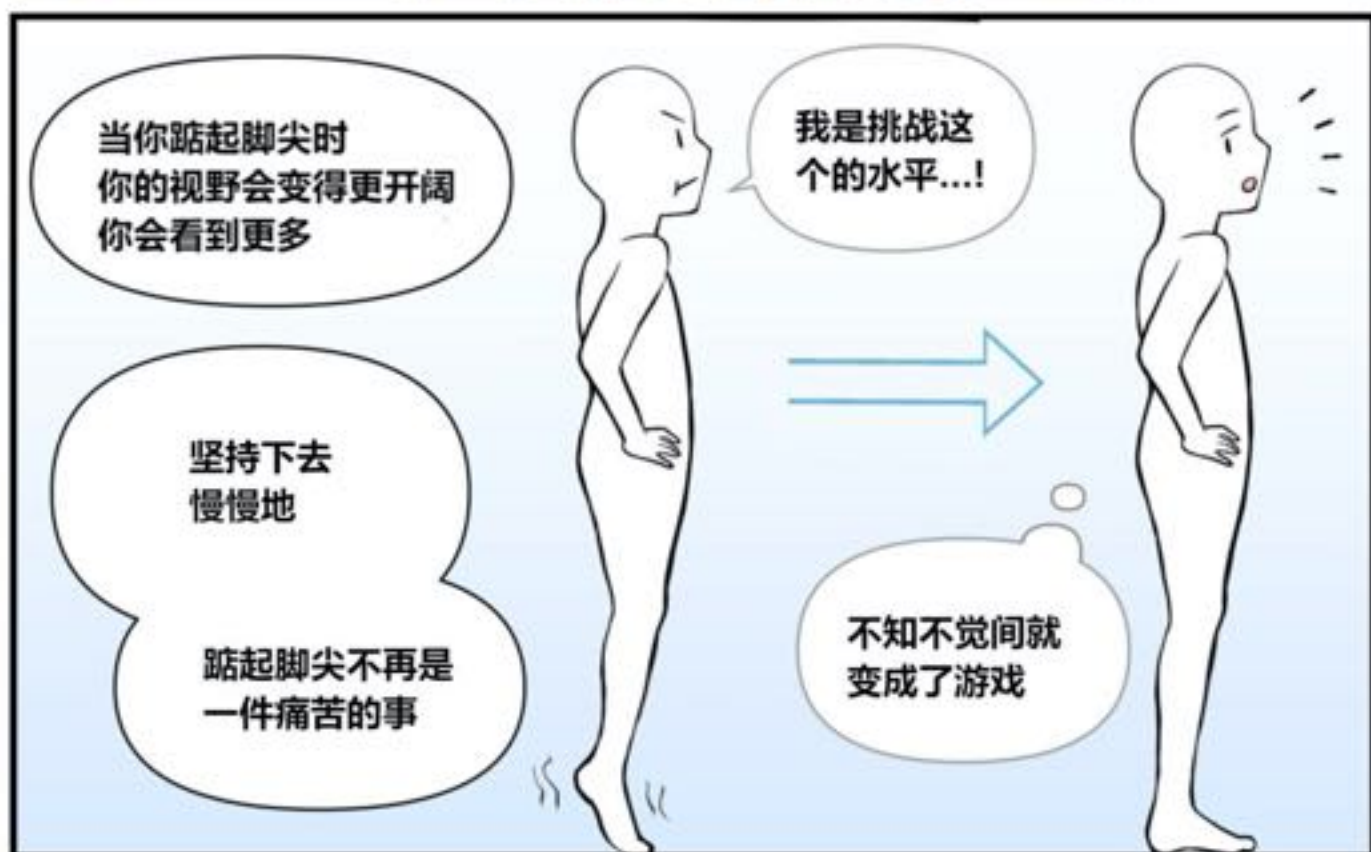 当你踮起脚尖时
你的视野会变得更开阔
你会看到更多
我是挑战这
个的水平...!
坚持下去
慢慢地
踮起脚尖不再是
一件痛苦的事
不知不觉间就
变成了游戏